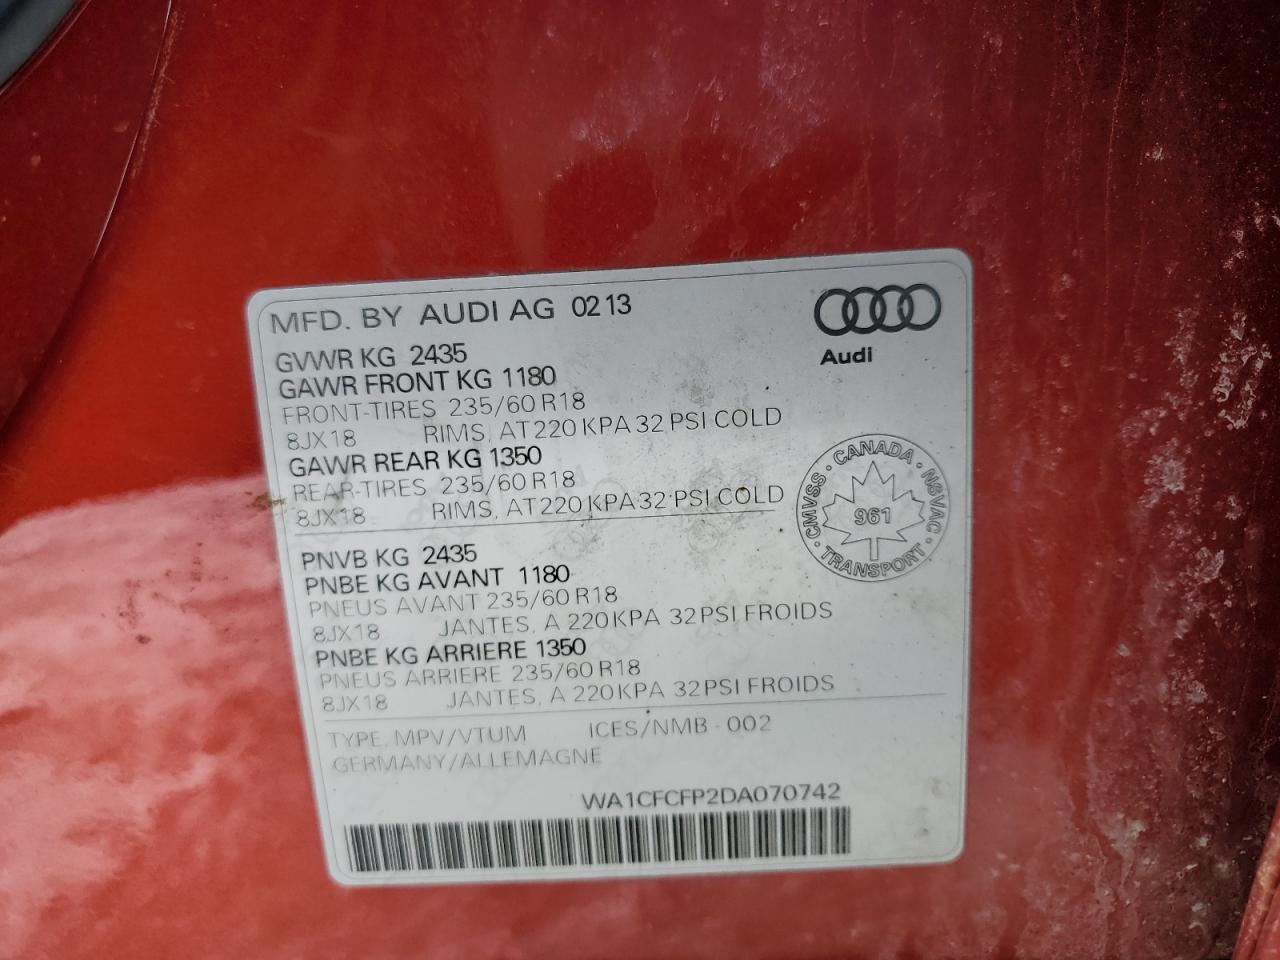 MFD. BY AUDI AG 02 13
Audi
GVWR KG 2435
GAWR FRONT KG 1180
FRONT-TIRES 235/60 R18
8JX18 RIMS, AT 220 KPA 32 PSI COLD
GAWR REAR KG 1350
REAR-TIRES 235/60 R18
8JX18 RIMS, AT 220 KPA 32 PSI COLD
CANADA · NSVAC · TRANSPORT · CMVSS ·
961
PNVB KG 2435
PNBE KG AVANT 1180
PNEUS AVANT 235/60 R18
8JX18 JANTES, A 220 KPA 32 PSI FROIDS
PNBE KG ARRIERE 1350
PNEUS ARRIERE 235/60 R18
8JX18 JANTES, A 220 KPA 32 PSI FROIDS
TYPE. MPV/VTUM ICES/NMB - 002
GERMANY/ALLEMAGNE
WA1CFCFP2DA070742